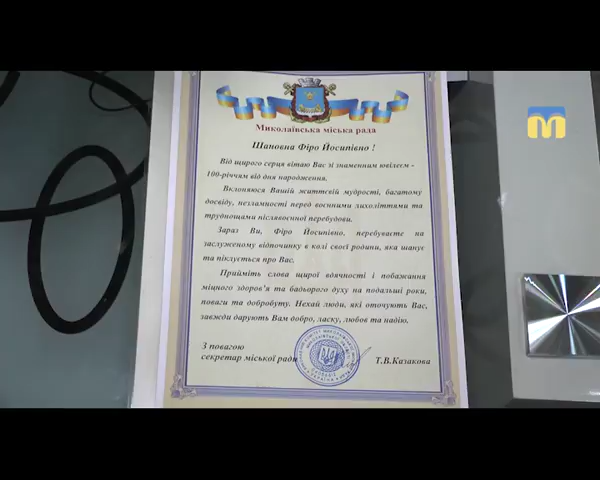 Миколаївська міська рада
Шановна Фіро Йосипівно !
Від щирого серця вітаю Вас зі знаменним ювілеєм -
100-річчям від дня народження.
Вклоняюся Вашій життєвій мудрості, багатому
досвіду, незламності перед воєнними лихоліттями та
труднощами післявоєнної перебудови.
Зараз Ви, Фіро Йосипівно, перебуваєте на
заслуженому відпочинку в колі своєї родини, яка шанує
та піклується про Вас.
Прийміть слова щирої вдячності і побажання
міцного здоров'я та бадьорого духу на подальші роки,
поваги та добробуту. Нехай люди, які оточують Вас,
завжди дарують Вам добро, ласку, любов та надію.
З повагою
секретар міської ради
Т.В.Казакова